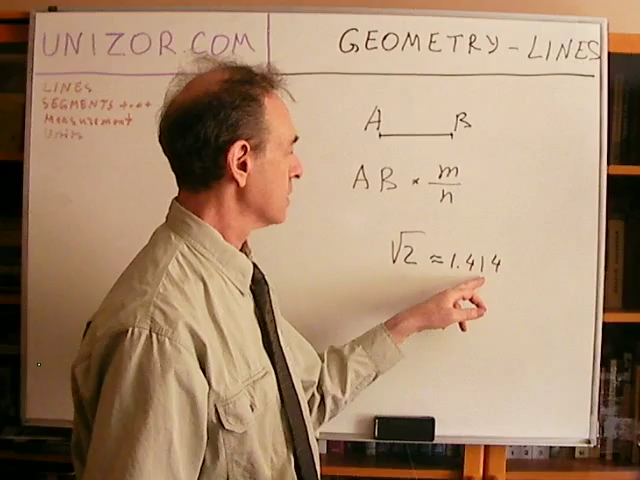 UNIZOR.COM
GEOMETRY - LINES
LINES
SEGMENTS +,-,*
Measurement
Units
A B
AB * m/n
√2 ≈ 1.414